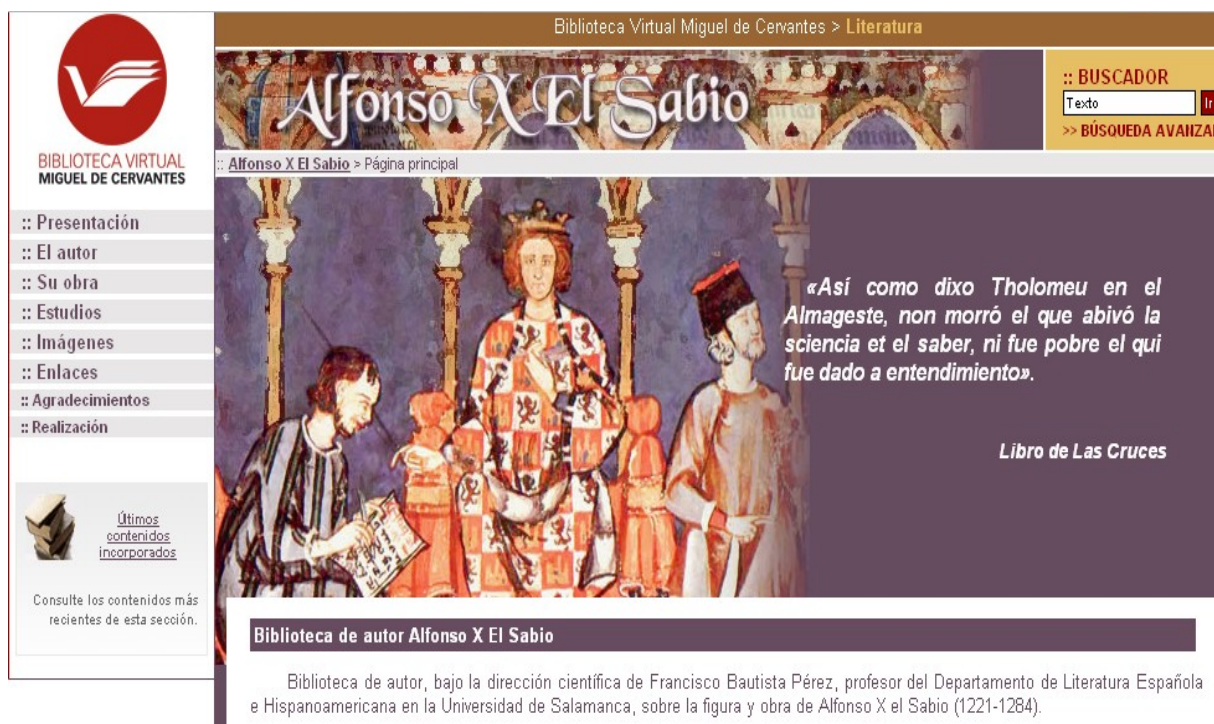 Biblioteca Virtual Miguel de Cervantes > Literatura
BIBLIOTECA VIRTUAL
MIGUEL DE CERVANTES
Alfonso X El Sabio
:: BUSCADOR
Texto
Ir
>> BÚSQUEDA AVANZA
:: Alfonso X El Sabio > Página principal
:: Presentación
:: El autor
:: Su obra
:: Estudios
:: Imágenes
:: Enlaces
:: Agradecimientos
:: Realización
Últimos
contenidos
incorporados
Consulte los contenidos más
recientes de esta sección.
«Así como dixo Tholomeu en el
Almageste, non morró el que abivó la
sciencia et el saber, ni fue pobre el qui
fue dado a entendimiento».
Libro de Las Cruces
Biblioteca de autor Alfonso X El Sabio
Biblioteca de autor, bajo la dirección científica de Francisco Bautista Pérez, profesor del Departamento de Literatura Española
e Hispanoamericana en la Universidad de Salamanca, sobre la figura y obra de Alfonso X el Sabio (1221-1284).